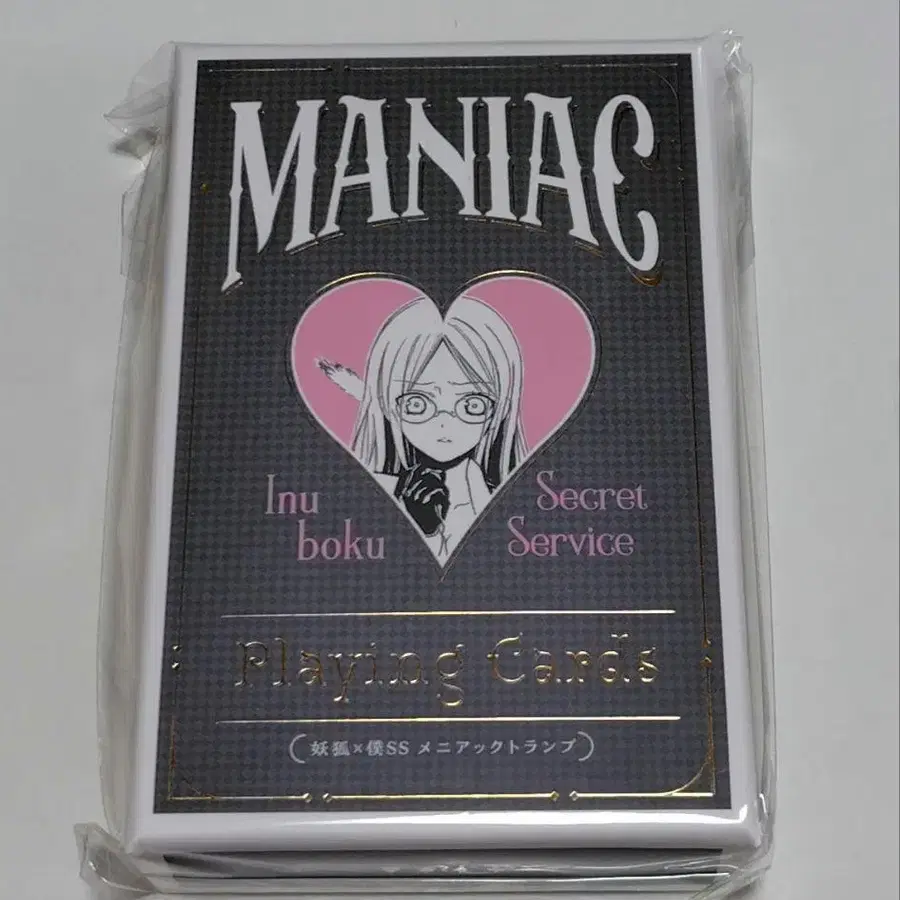 MANIAC
Inu
boku
Secret
Service
Playing Cards
(妖狐×僕SS メニアックトランプ)